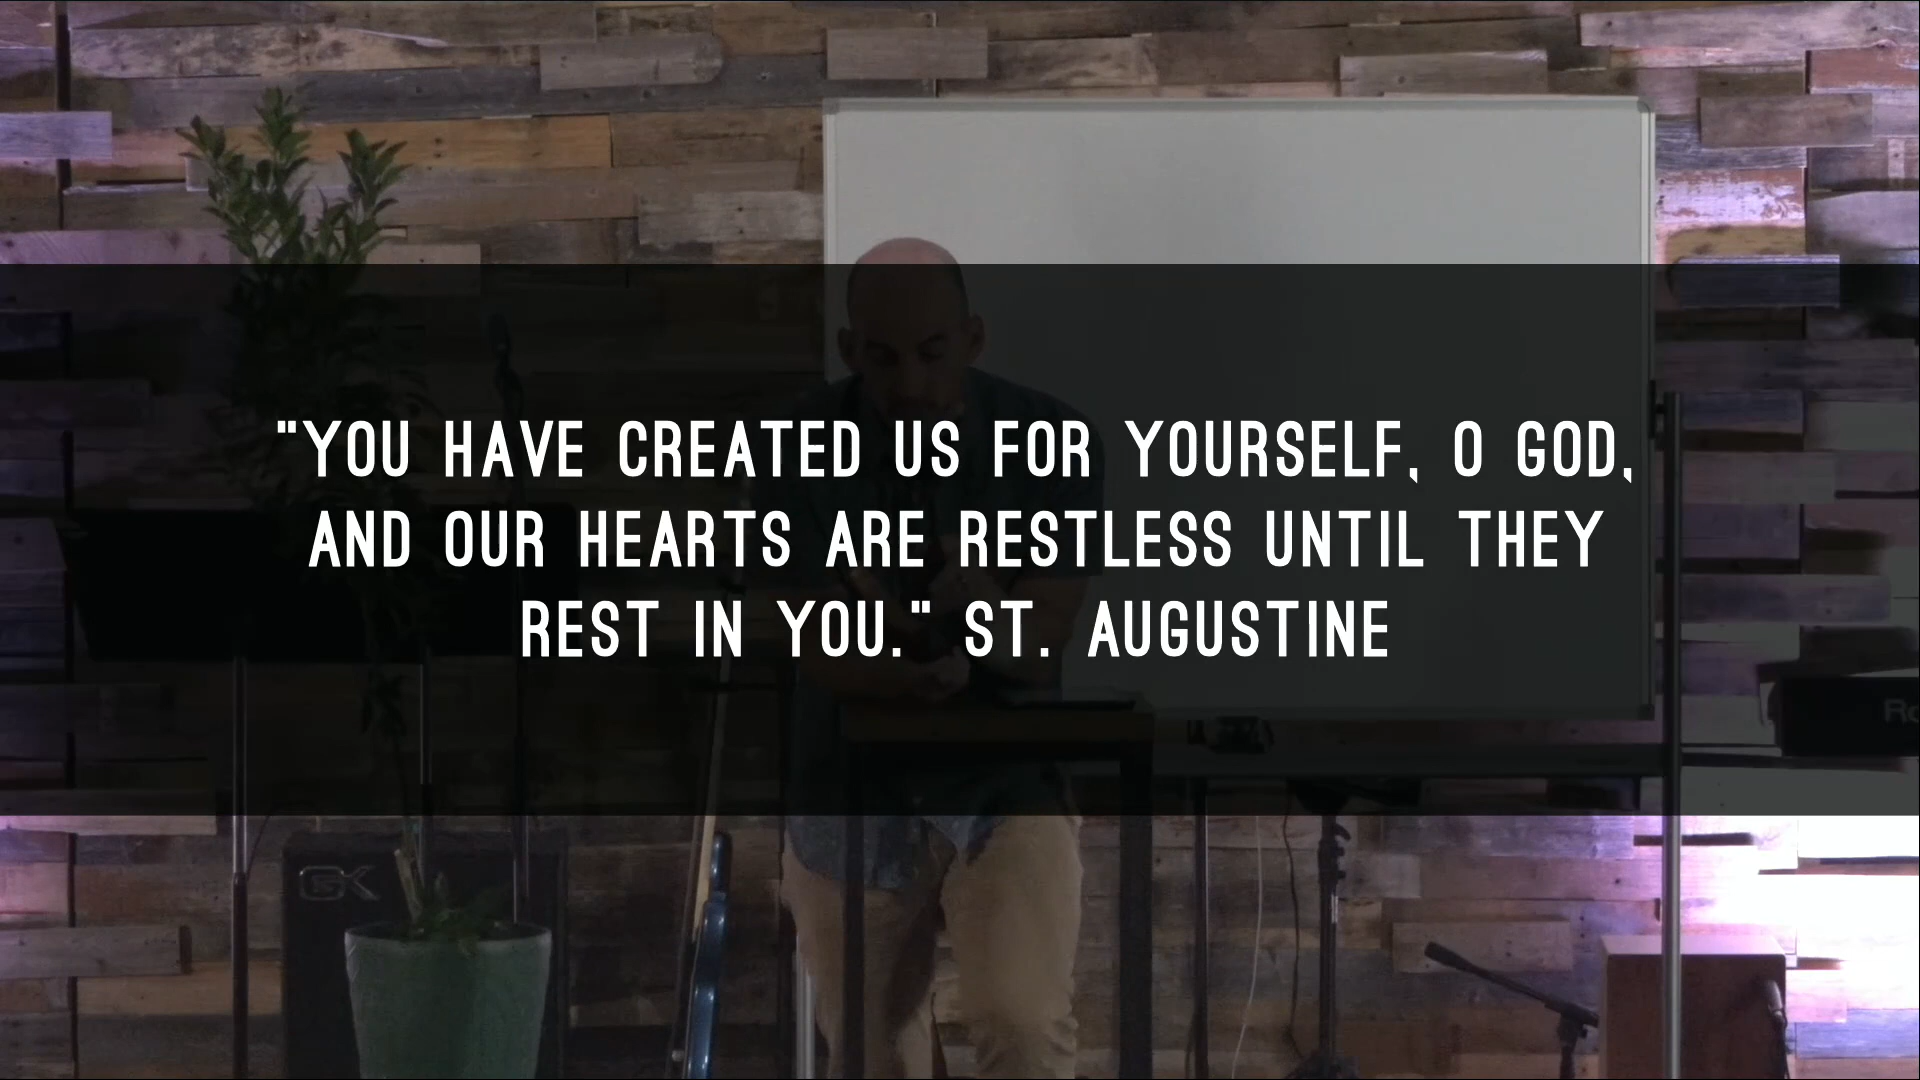 "YOU HAVE CREATED US FOR YOURSELF, O GOD,
AND OUR HEARTS ARE RESTLESS UNTIL THEY
REST IN YOU." ST. AUGUSTINE
GK